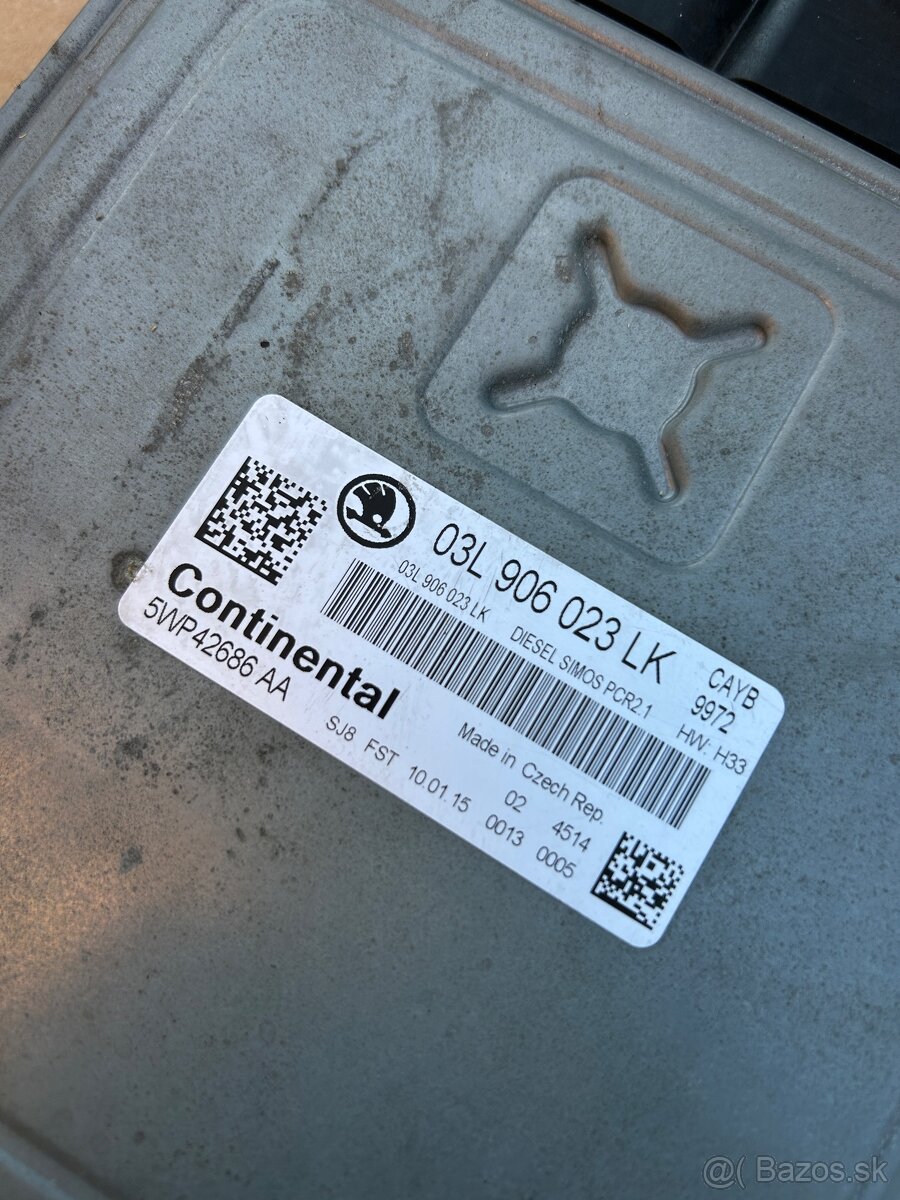 03L 906 023 LK
03L 906 023 LK DIESEL SIMOS PCR2.1
CAYB
9972
HW: H33
Continental
5WP42686 AA
Made in Czech Rep.
SJ8 FST 10.01.15 02 4514
0013 0005
@( Bazos.sk